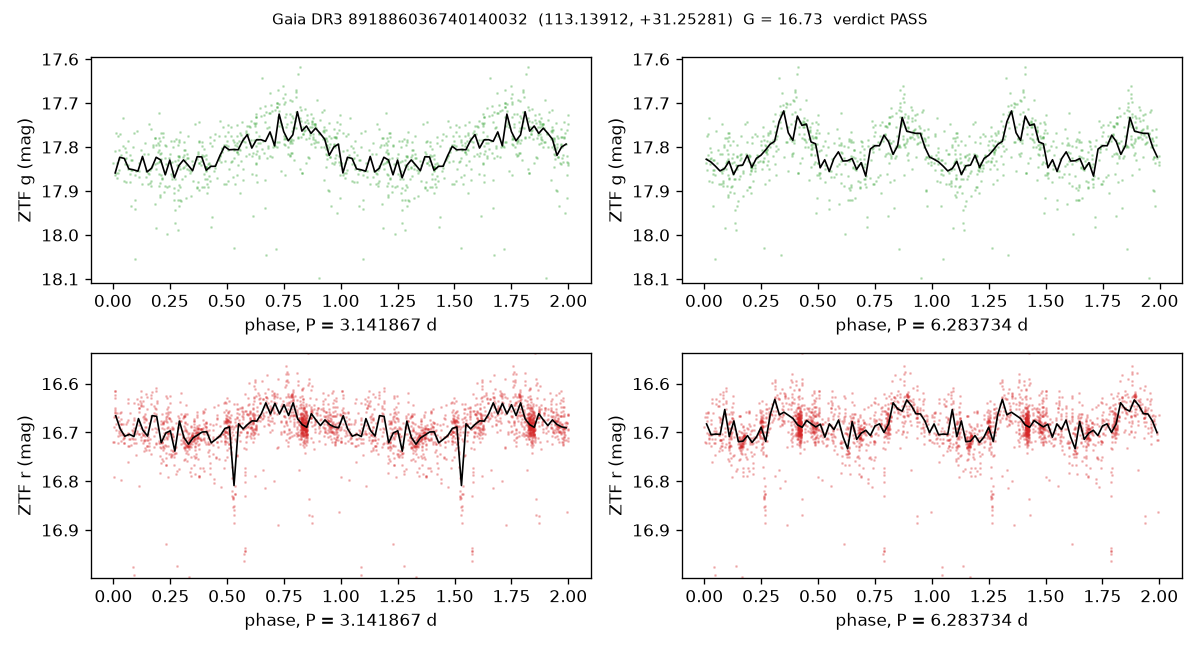 Gaia DR3 891886036740140032 (113.13912, +31.25281) G = 16.73 verdict PASS
17.6
17.7
17.8
17.9
18.0
18.1
ZTF g (mag)
0.00 0.25 0.50 0.75 1.00 1.25 1.50 1.75 2.00
phase, P = 3.141867 d
17.6
17.7
17.8
17.9
18.0
18.1
ZTF g (mag)
0.00 0.25 0.50 0.75 1.00 1.25 1.50 1.75 2.00
phase, P = 6.283734 d
16.6
16.7
16.8
16.9
ZTF r (mag)
0.00 0.25 0.50 0.75 1.00 1.25 1.50 1.75 2.00
phase, P = 3.141867 d
16.6
16.7
16.8
16.9
ZTF r (mag)
0.00 0.25 0.50 0.75 1.00 1.25 1.50 1.75 2.00
phase, P = 6.283734 d